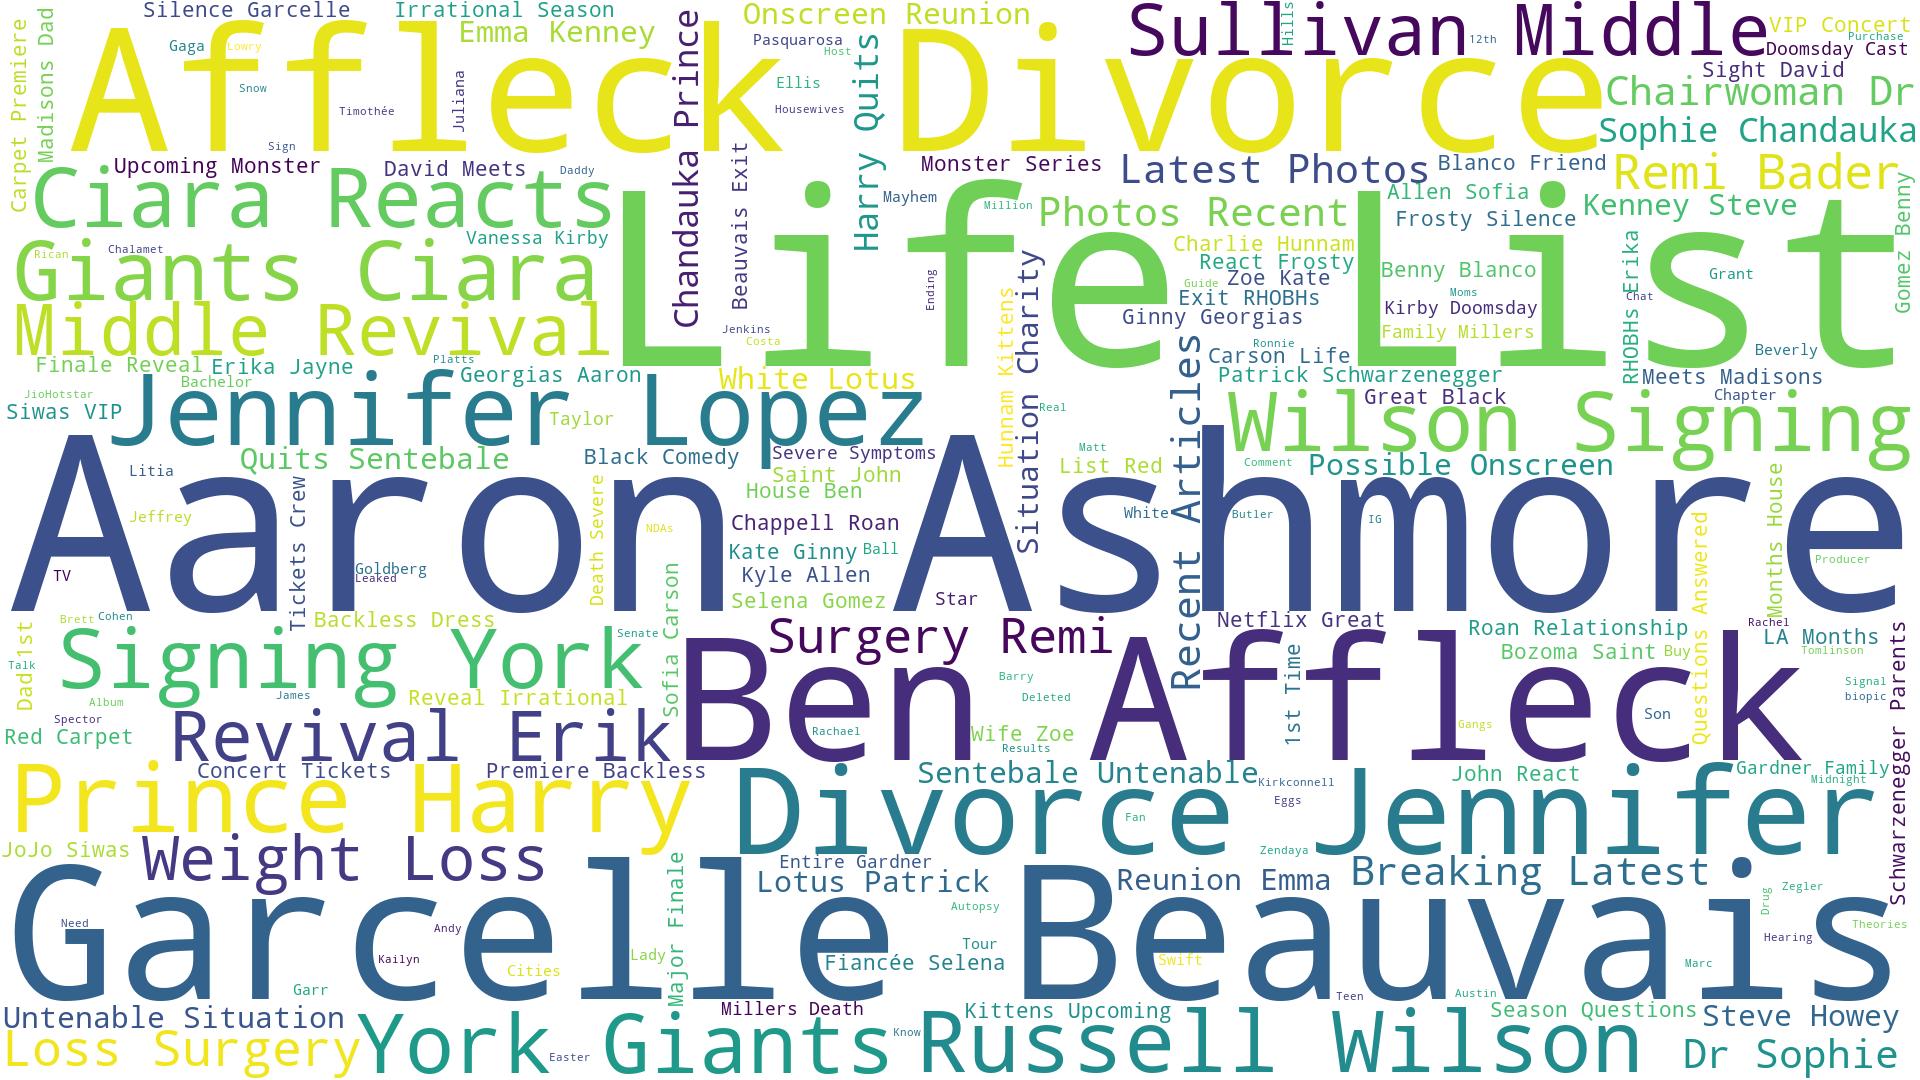 Silence Garcelle
Irrational Season
Onscreen Reunion
Sullivan Middle
VIP Concert
Hills
12th
Purchase
Carpet Premiere
Madisons Dad
Gaga
Lowry
Affleck Divorce
Emma Kenney
Pasquarosa
Host
Doomsday Cast
Sight David
Snow
Timothée
Juliana
Chandauka Prince
Ellis
Housewives
Harry Quits
Chairwoman Dr
Sign
Sophie Chandauka
Upcoming Monster
David Meets
Daddy
Beauvais Exit
Monster Series
Latest Photos
Blanco Friend
Remi Bader
Ciara Reacts
Life List
Mayhem
Million
Photos Recent
Allen Sofia
Frosty Silence
Kenney Steve
Gomez Benny
Vanessa Kirby
Rican
Chalamet
Giants Ciara
Charlie Hunnam
React Frosty
Zoe Kate
Benny Blanco
RHOBHs Erika
Grant
Ending
Situation Charity
Hunnam Kittens
Guide
Exit RHOBHs
Moms
Chat
Kirby Doomsday
Ginny Georgias
Family Millers
Middle Revival
Jenkins
Costa
Ronnie
Carson Life
Beverly
Finale Reveal
Erika Jayne
Platts
Georgias Aaron
White Lotus
Patrick Schwarzenegger
Meets Madisons
Bachelor
JioHotstar
Siwas VIP
Jennifer Lopez
Taylor
Real
Recent Articles
Great Black
Chapter
Wilson Signing
Quits Sentebale
Black Comedy
Severe Symptoms
Matt
List Red
Comment
Possible Onscreen
Litia
Saint John
House Ben
Aaron Ashmore
Tickets Crew
Death Severe
Jeffrey
NDAs
Chappell Roan
White
Butler
IG
Questions Answered
Months House
Kate Ginny
Ball
TV
Goldberg
Leaked
Kyle Allen
Producer
Sofia Carson
Selena Gomez
Star
Brett
Cohen
Backless Dress
Netflix Great
Rachel
Dad 1st
Signing York
Senate
Surgery Remi
Roan Relationship
LA Months
Schwarzenegger Parents
Talk
Bozoma Saint
Buy
Tomlinson
Ben Affleck
1st Time
Barry
Signal
Album
James
Reveal Irrational
Deleted
biopic
Spector
Revival Erik
Son
Gangs
Red Carpet
Rachael
Wife Zoe
Results
Concert Tickets
Premiere Backless
Sentebale Untenable
Kirkconnell
John React
Gardner Family
Midnight
Prince Harry
Divorce Jennifer
Eggs
Fan
JoJo Siwas
Weight Loss
Major Finale
Entire Gardner
Zendaya
Lotus Patrick
Reunion Emma
Breaking Latest
Garcelle Beauvais
Drug
Zegler
Autopsy
Need
Andy
Theories
Hearing
Tour
Kailyn
Cities
Lady
Fiancée Selena
Swift
Marc
Garr
Teen
Austin
Untenable Situation
Millers Death
Kittens Upcoming
Season Questions
Steve Howey
Loss Surgery
York Giants
Know
Russell Wilson
Easter
Dr Sophie